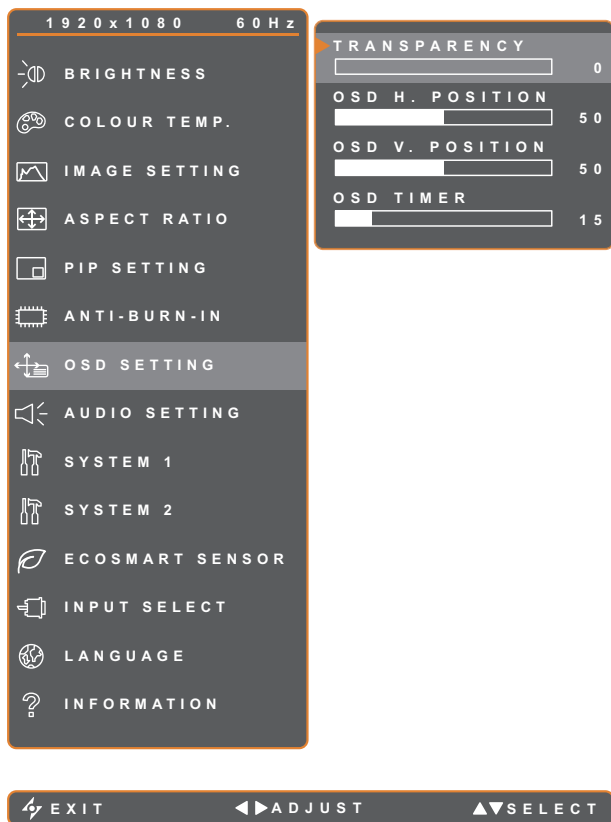 1920x1080 60Hz
BRIGHTNESS
COLOUR TEMP.
IMAGE SETTING
ASPECT RATIO
PIP SETTING
ANTI-BURN-IN
OSD SETTING
AUDIO SETTING
SYSTEM 1
SYSTEM 2
ECOSMART SENSOR
INPUT SELECT
LANGUAGE
INFORMATION
TRANSPARENCY
0
OSD H. POSITION
50
OSD V. POSITION
50
OSD TIMER
15
EXIT ADJUST SELECT